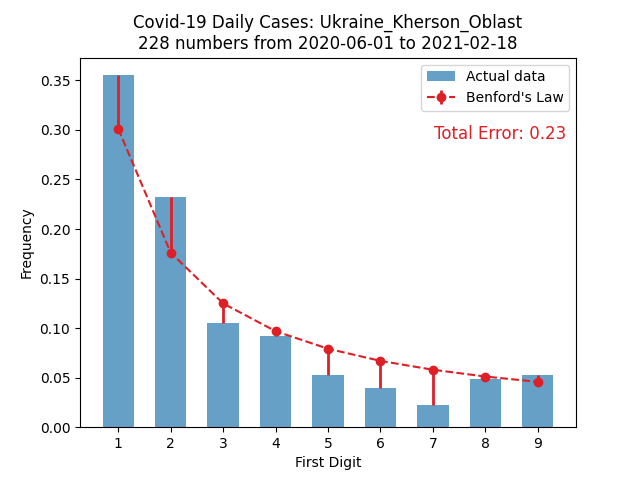 Covid-19 Daily Cases: Ukraine_Kherson_Oblast
228 numbers from 2020-06-01 to 2021-02-18
Actual data
Benford's Law
Total Error: 0.23
Frequency
0.35
0.30
0.25
0.20
0.15
0.10
0.05
0.00
1 2 3 4 5 6 7 8 9
First Digit